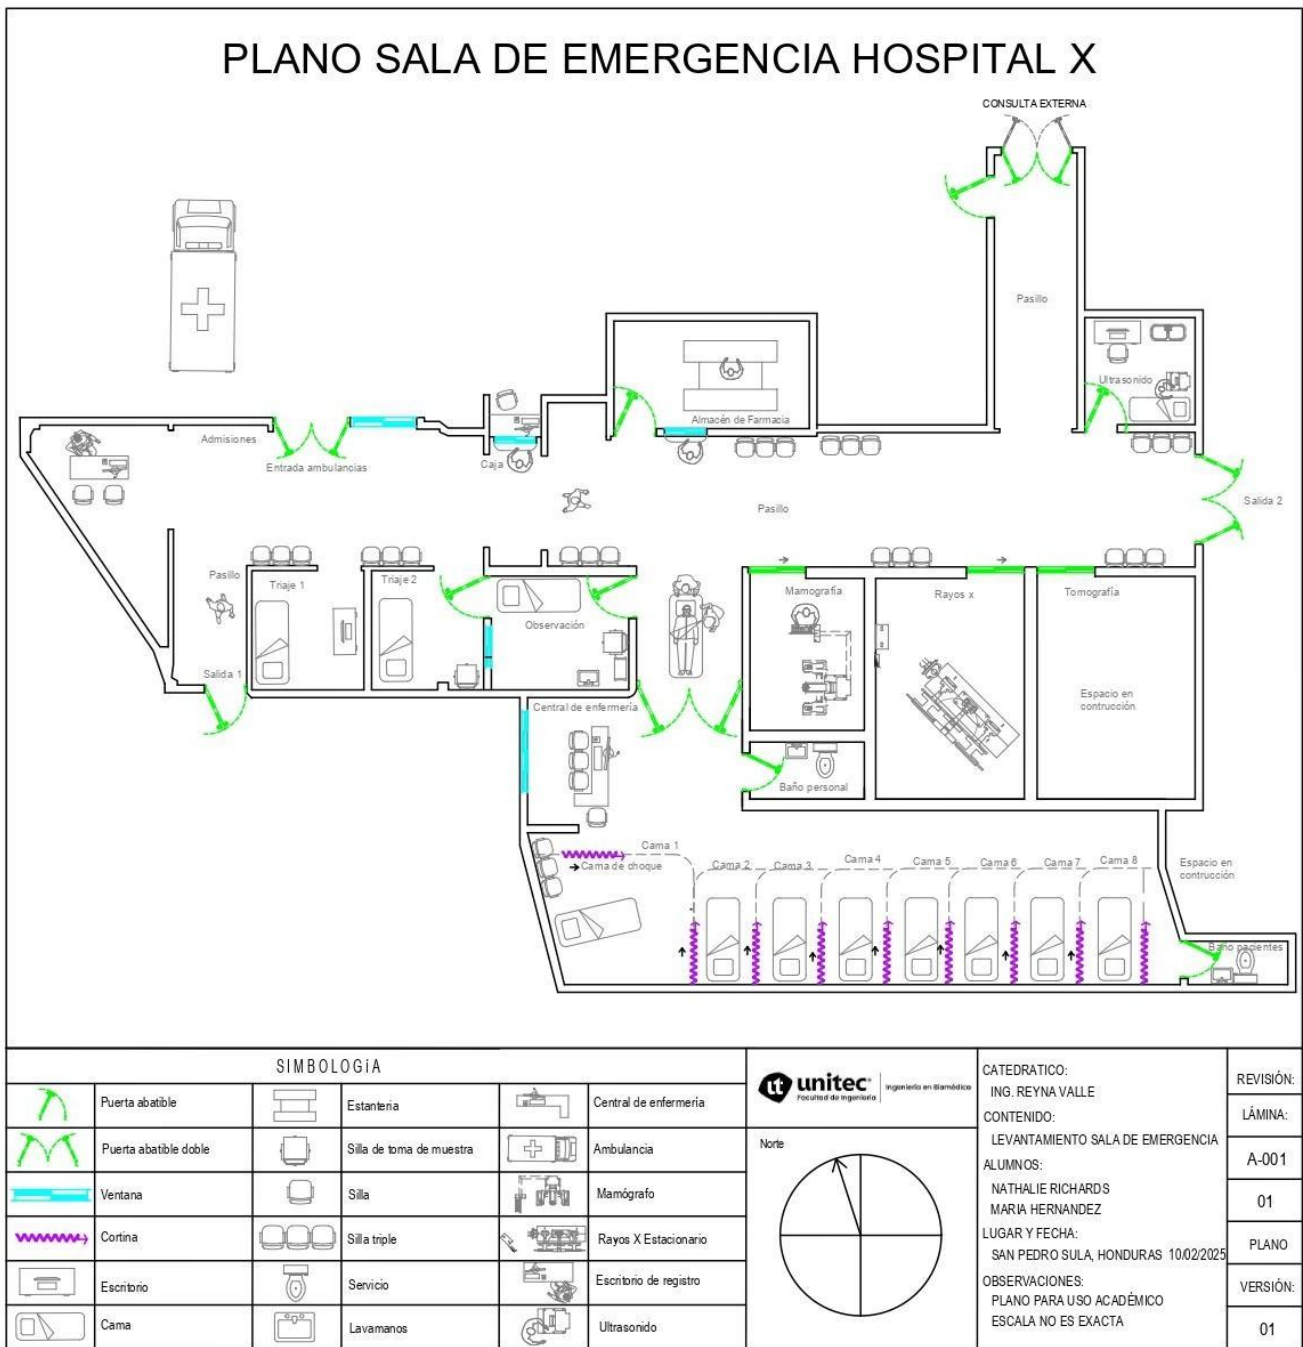 PLANO SALA DE EMERGENCIA HOSPITAL X
CONSULTA EXTERNA
Pasillo
Ultrasonido
Almacén de Farmacia
Admisiones
Entrada ambulancias
Caja
Pasillo
Salida 2
Pasillo
Triaje 1
Triaje 2
Observación
Mamografía
Rayos x
Tomografía
Salida 1
Central de enfermería
Espacio en
contrucción
Baño personal
Cama 1
Cama de choque
Cama 2
Cama 3
Cama 4
Cama 5
Cama 6
Cama 7
Cama 8
Espacio en
contrucción
Baño pacientes
SIMBOLOGíA
Puerta abatible
Estanteria
Central de enfermería
Puerta abatible doble
Silla de toma de muestra
Ambulancia
Ventana
Silla
Mamógrafo
Cortina
Silla triple
Rayos X Estacionario
Escritorio
Servicio
Escritorio de registro
Cama
Lavamanos
Ultrasonido
unitec
Facultad de Ingeniería
Ingeniería en Biomédica
Norte
CATEDRATICO:
ING. REYNA VALLE
CONTENIDO:
LEVANTAMIENTO SALA DE EMERGENCIA
ALUMNOS:
NATHALIE RICHARDS
MARIA HERNANDEZ
LUGAR Y FECHA:
SAN PEDRO SULA, HONDURAS 10/02/2025
OBSERVACIONES:
PLANO PARA USO ACADÉMICO
ESCALA NO ES EXACTA
REVISIÓN:
LÁMINA:
A-001
01
PLANO
VERSIÓN:
01